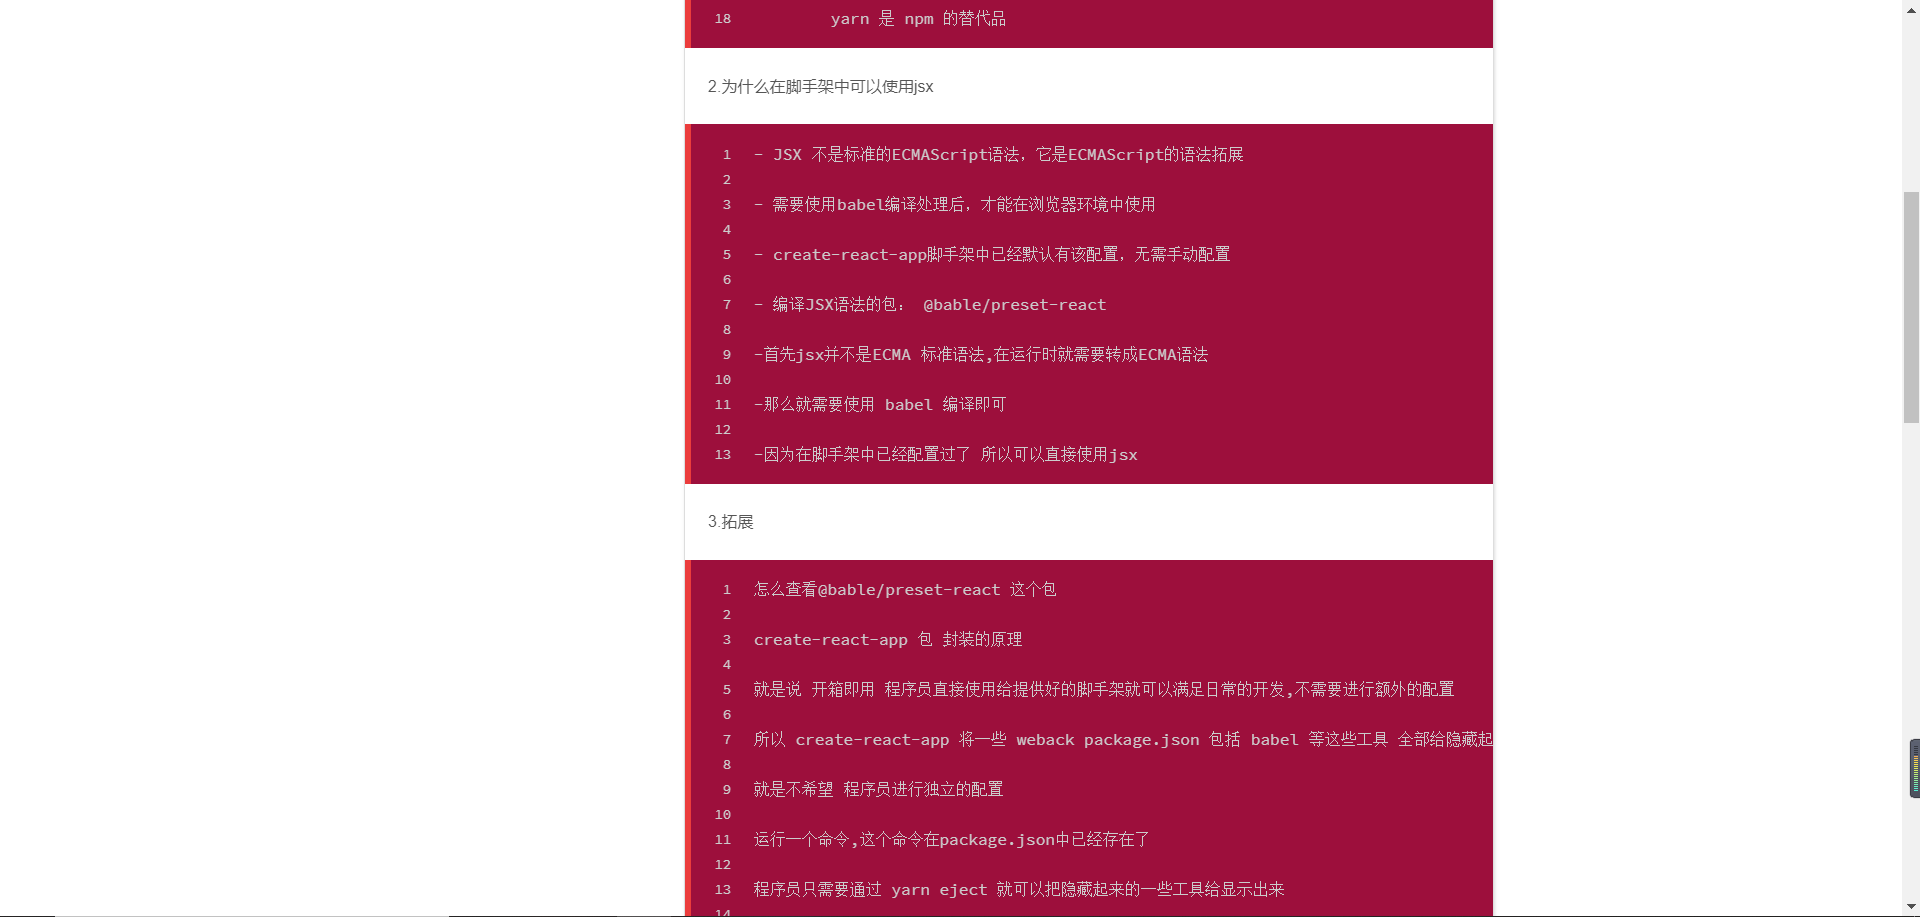 18 yarn 是 npm 的替代品
2.为什么在脚手架中可以使用jsx
1 - JSX 不是标准的ECMAScript语法，它是ECMAScript的语法拓展
2
3 - 需要使用babel编译处理后，才能在浏览器环境中使用
4
5 - create-react-app脚手架中已经默认有该配置，无需手动配置
6
7 - 编译JSX语法的包： @bable/preset-react
8
9 -首先jsx并不是ECMA 标准语法,在运行时就需要转成ECMA语法
10
11 -那么就需要使用 babel 编译即可
12
13 -因为在脚手架中已经配置过了 所以可以直接使用jsx
3.拓展
1 怎么查看@bable/preset-react 这个包
2
3 create-react-app 包 封装的原理
4
5 就是说 开箱即用 程序员直接使用给提供好的脚手架就可以满足日常的开发,不需要进行额外的配置
6
7 所以 create-react-app 将一些 weback package.json 包括 babel 等这些工具 全部给隐藏起
8
9 就是不希望 程序员进行独立的配置
10
11 运行一个命令,这个命令在package.json中已经存在了
12
13 程序员只需要通过 yarn eject 就可以把隐藏起来的一些工具给显示出来
14